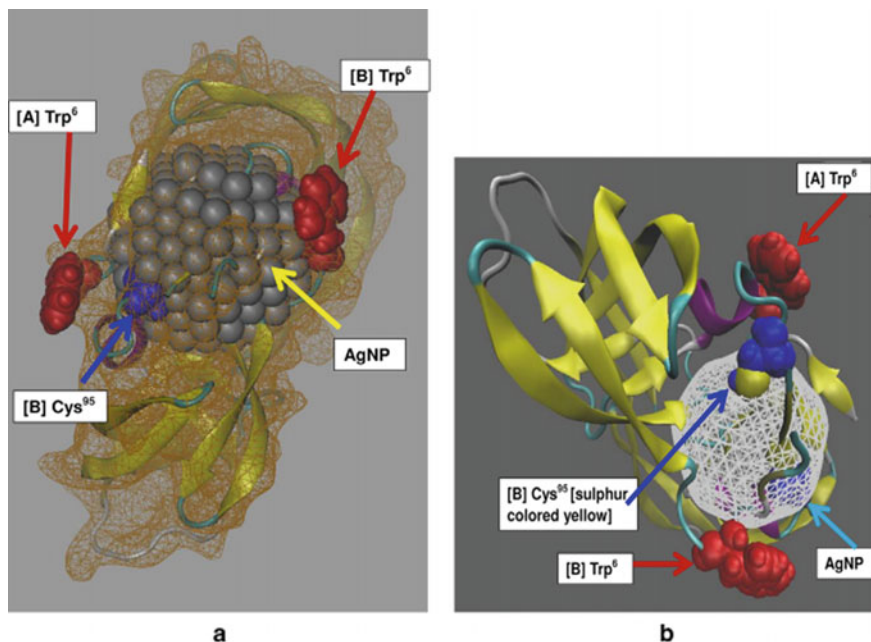 [B] Trp⁶
[A] Trp⁶
AgNP
[B] Cys⁹⁵
a
[A] Trp⁶
[B] Cys⁹⁵ [sulphur
colored yellow]
AgNP
[B] Trp⁶
b